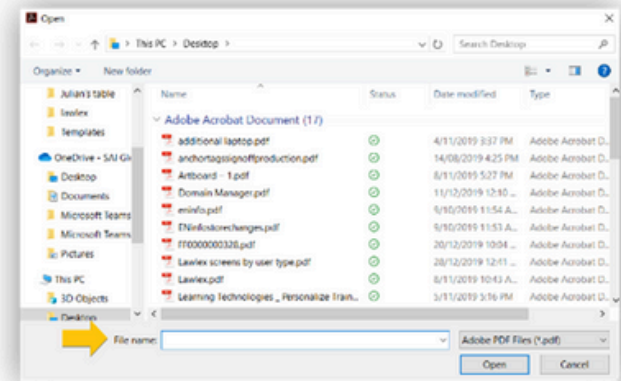 Open
This PC > Desktop >
Search Desktop
Organize New folder
Julian's table
lawlex
Templates
OneDrive - SAI Gl
Desktop
Documents
Microsoft Teams
Microsoft Teams
Pictures
This PC
3D Objects
Desktop
Name Status Date modified Type
Adobe Acrobat Document (17)
additional laptop.pdf 4/11/2019 3:37 PM Adobe Acrobat D...
anchortagssignoffproduction.pdf 14/08/2019 4:25 PM Adobe Acrobat D...
Artboard – 1.pdf 8/11/2019 5:27 PM Adobe Acrobat D...
Domain Manager.pdf 11/12/2019 12:10 ... Adobe Acrobat D...
eninfo.pdf 9/10/2019 11:54 A... Adobe Acrobat D...
ENinfostorechanges.pdf 9/10/2019 11:53 A... Adobe Acrobat D...
FF0000000320.pdf 20/12/2019 10:04 ... Adobe Acrobat D...
Lawlex screens by user type.pdf 28/12/2019 12:41 ... Adobe Acrobat D...
Lawlex.pdf 8/11/2019 10:43 A... Adobe Acrobat D...
Learning Technologies _ Personalize Train... 5/11/2019 5:16 PM Adobe Acrobat D...
File name: Adobe PDF Files (*.pdf)
Open Cancel